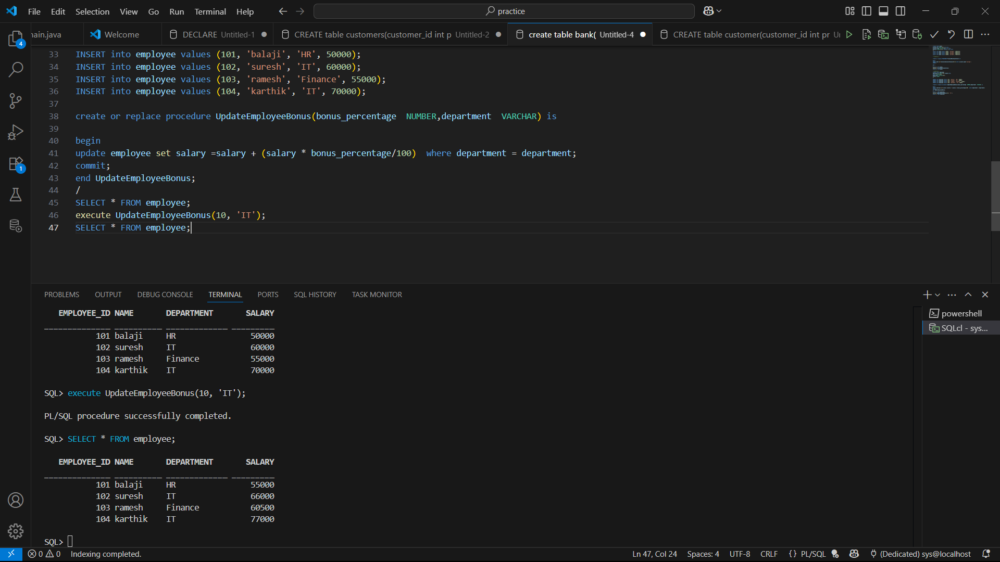 File Edit Selection View Go Run Terminal Help
practice
ain.java
Welcome
DECLARE Untitled-1
CREATE table customers(customer_id int p Untitled-2
create table bank( Untitled-4
CREATE table customer(customer_id int pr
33 INSERT into employee values (101, 'balaji', 'HR', 50000);
34 INSERT into employee values (102, 'suresh', 'IT', 60000);
35 INSERT into employee values (103, 'ramesh', 'Finance', 55000);
36 INSERT into employee values (104, 'karthik', 'IT', 70000);
37
38 create or replace procedure UpdateEmployeeBonus(bonus_percentage  NUMBER,department  VARCHAR) is
39
40 begin
41 update employee set salary =salary + (salary * bonus_percentage/100)  where department = department;
42 commit;
43 end UpdateEmployeeBonus;
44 /
45 SELECT * FROM employee;
46 execute UpdateEmployeeBonus(10, 'IT');
47 SELECT * FROM employee;
4
1
PROBLEMS OUTPUT DEBUG CONSOLE TERMINAL PORTS SQL HISTORY TASK MONITOR
powershell
SQLcl - sys...
EMPLOYEE_ID NAME DEPARTMENT SALARY
______________ __________ _____________ _________
101 balaji HR 50000
102 suresh IT 60000
103 ramesh Finance 55000
104 karthik IT 70000
SQL> execute UpdateEmployeeBonus(10, 'IT');
PL/SQL procedure successfully completed.
SQL> SELECT * FROM employee;
EMPLOYEE_ID NAME DEPARTMENT SALARY
______________ __________ _____________ _________
101 balaji HR 55000
102 suresh IT 66000
103 ramesh Finance 60500
104 karthik IT 77000
SQL>
0 0 Indexing completed. Ln 47, Col 24 Spaces: 4 UTF-8 CRLF {} PL/SQL (Dedicated) sys@localhost